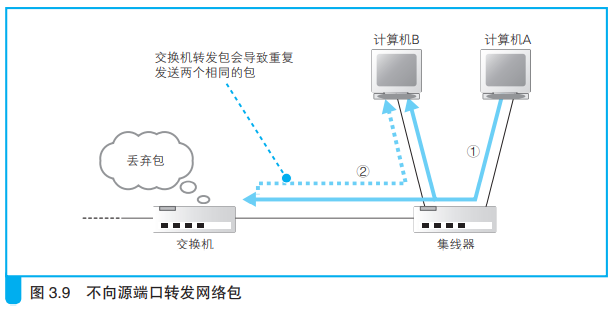 计算机B
计算机A
交换机转发包会导致重复
发送两个相同的包
①
②
丢弃包
交换机
集线器
图 3.9 不向源端口转发网络包